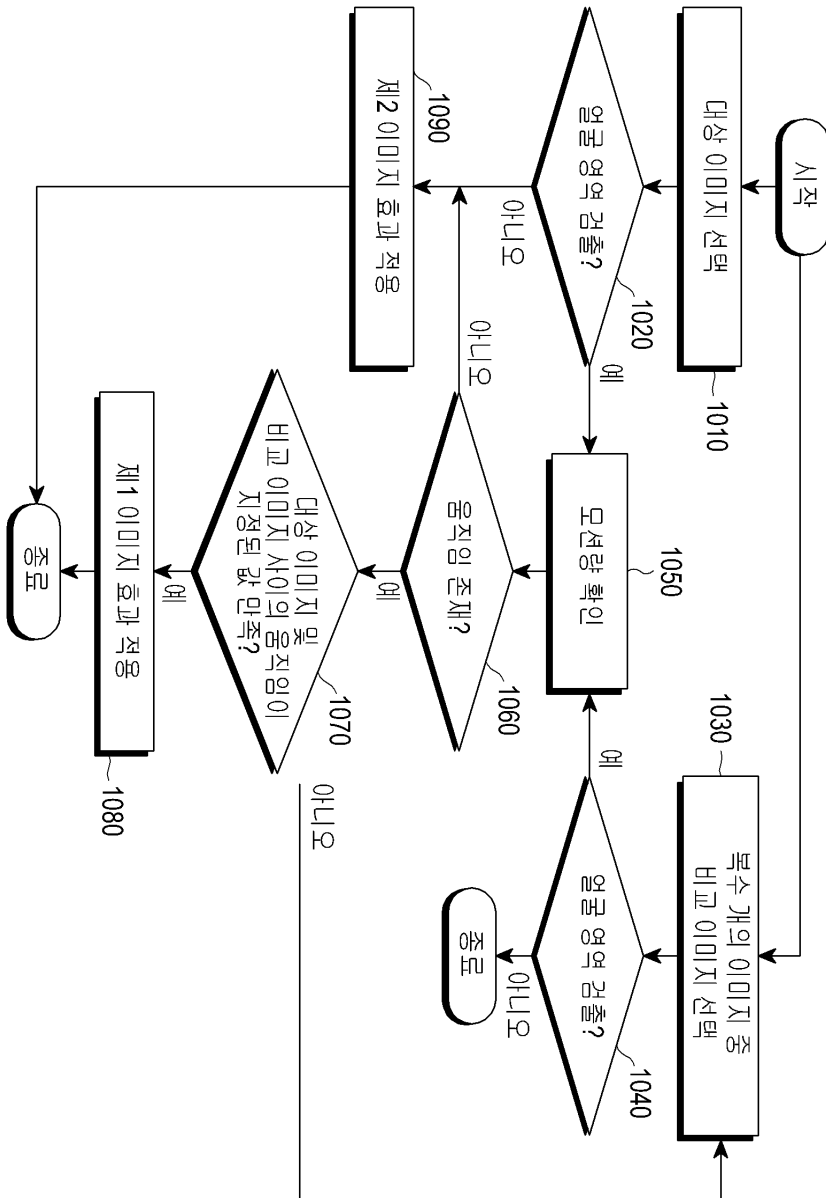 시작
대상 이미지 선택
1010
얼굴 영역 검출?
1020
예
아니오
복수 개의 이미지 중
비교 이미지 선택
1030
얼굴 영역 검출?
1040
예
아니오
종료
모션량 확인
1050
움직임 존재?
1060
예
아니오
대상 이미지 및
비교 이미지 사이의 움직임이
지정된 값 만족?
1070
예
아니오
제1 이미지 효과 적용
1080
제2 이미지 효과 적용
1090
종료